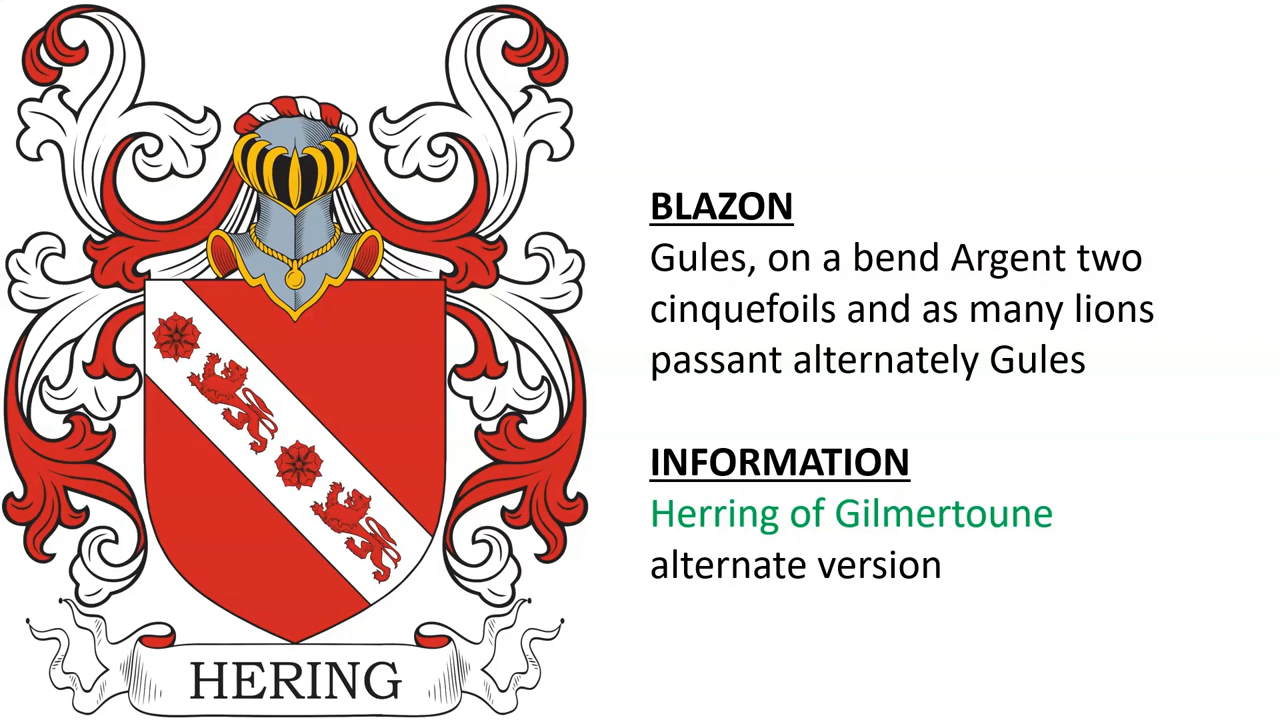 BLAZON
Gules, on a bend Argent two
cinquefoils and as many lions
passant alternately Gules
INFORMATION
Herring of Gilmertoune
alternate version
HERING